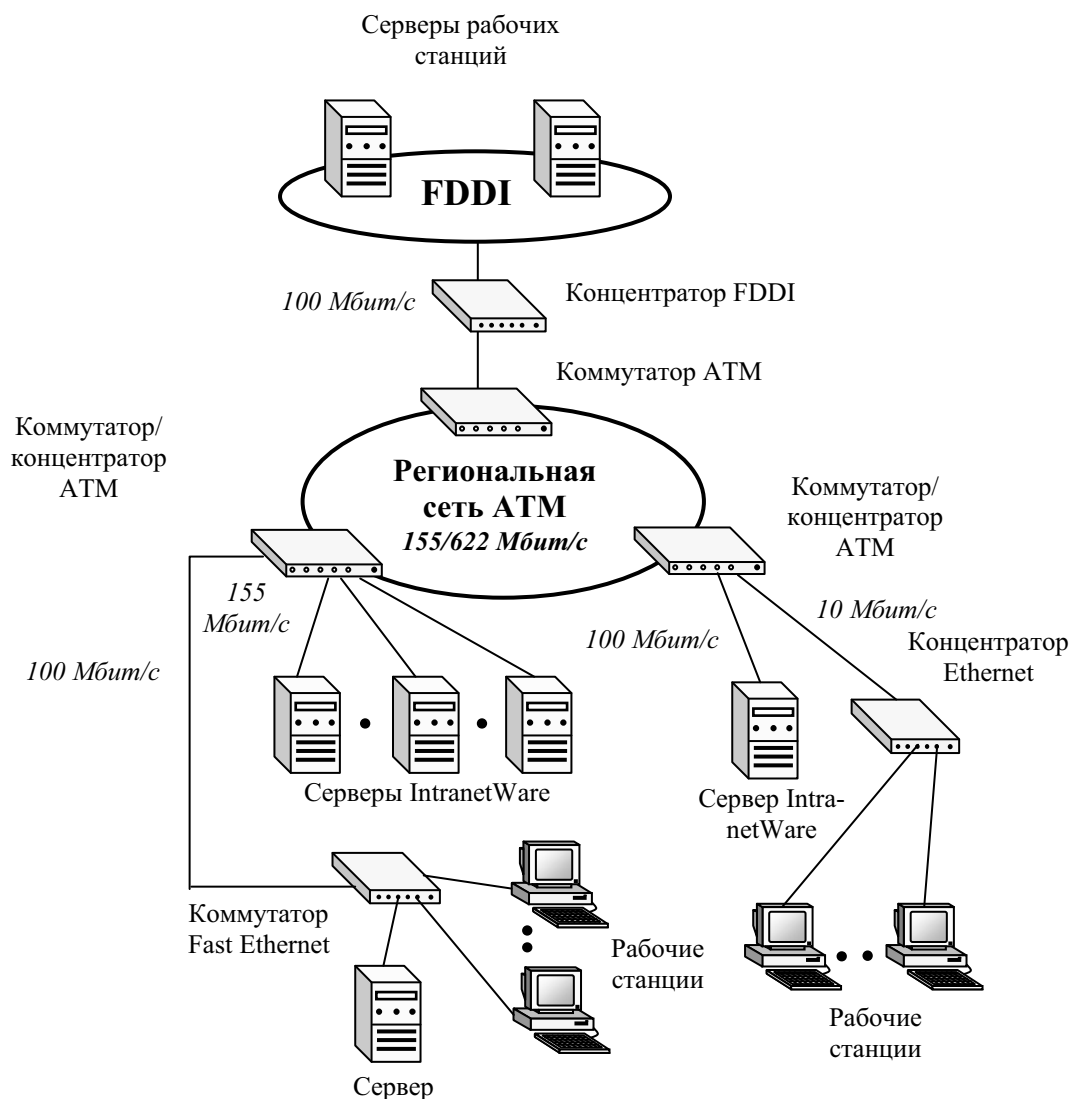 Серверы рабочих
станций
FDDI
100 Мбит/с
Концентратор FDDI
Коммутатор ATM
Коммутатор/
концентратор
ATM
Региональная
сеть ATM
155/622 Мбит/с
Коммутатор/
концентратор
ATM
155
Мбит/с
100 Мбит/с
10 Мбит/с
100 Мбит/с
Концентратор
Ethernet
Серверы IntranetWare
Сервер Intra-
netWare
Коммутатор
Fast Ethernet
Рабочие
станции
Рабочие
станции
Сервер